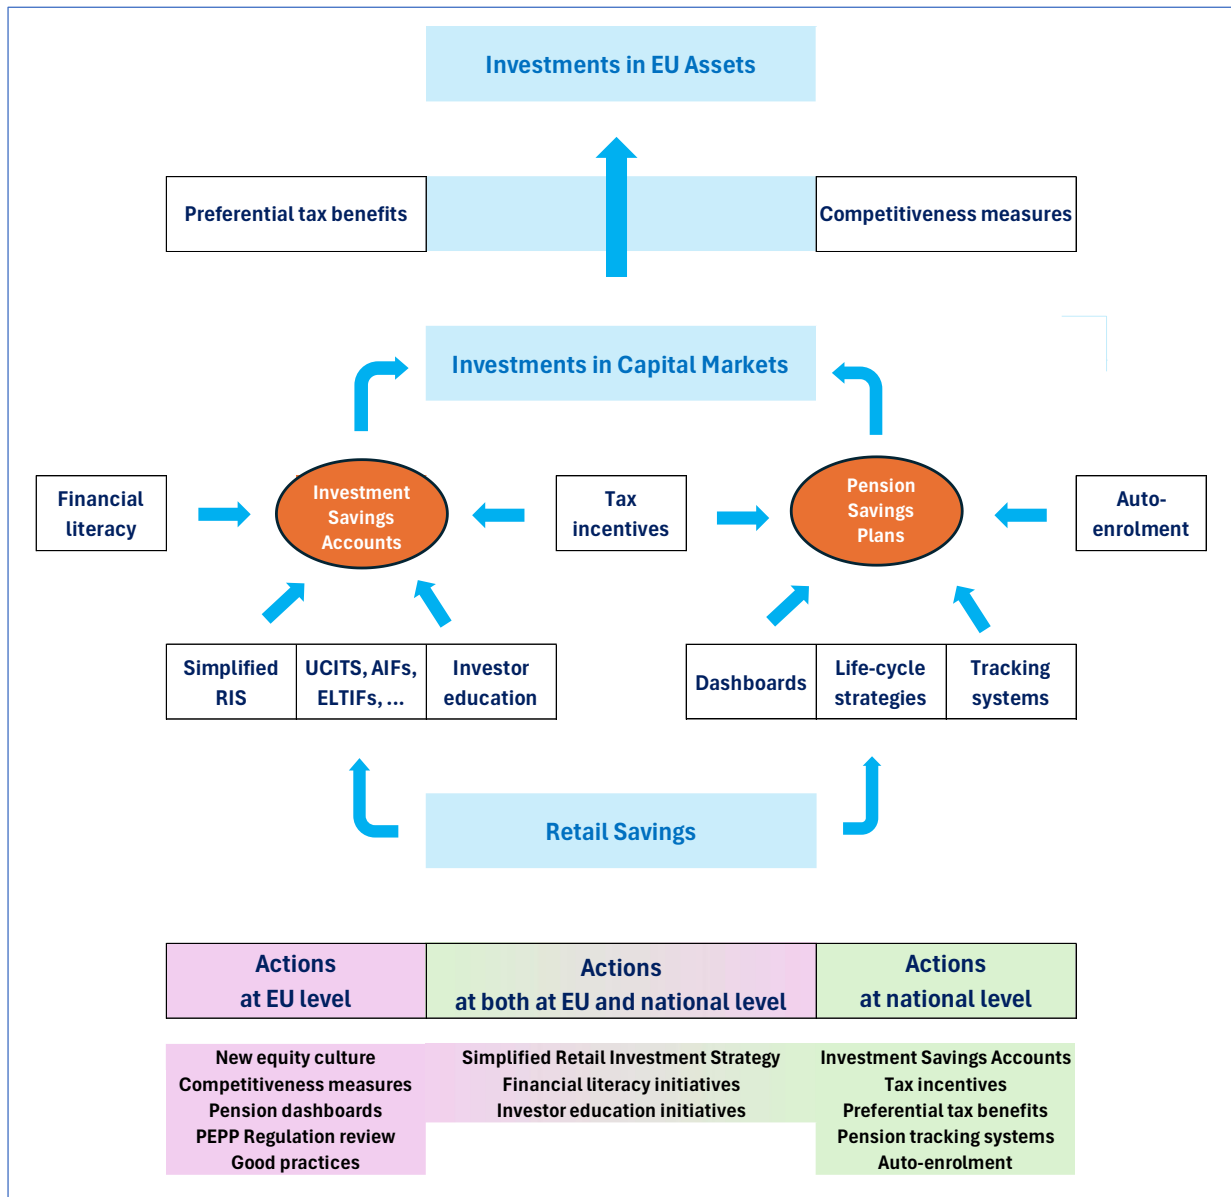 Investments in EU Assets
Preferential tax benefits
Competitiveness measures
Investments in Capital Markets
Financial
literacy
Investment
Savings
Accounts
Tax
incentives
Pension
Savings
Plans
Auto-
enrolment
Simplified
RIS
UCITS, AIFs,
ELTIFs, ...
Investor
education
Dashboards
Life-cycle
strategies
Tracking
systems
Retail Savings
Actions
at EU level
Actions
at both at EU and national level
Actions
at national level
New equity culture
Competitiveness measures
Pension dashboards
PEPP Regulation review
Good practices
Simplified Retail Investment Strategy
Financial literacy initiatives
Investor education initiatives
Investment Savings Accounts
Tax incentives
Preferential tax benefits
Pension tracking systems
Auto-enrolment